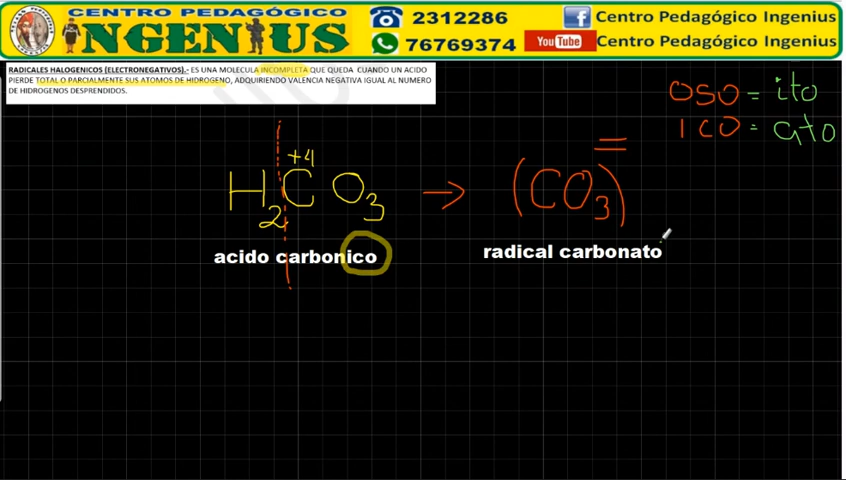 CENTRO PEDAGÓGICO
INGENIUS
2312286
76769374
f Centro Pedagógico Ingenius
You Tube Centro Pedagógico Ingenius
RADICALES HALOGENICOS (ELECTRONEGATIVOS).- ES UNA MOLECULA INCOMPLETA QUE QUEDA CUANDO UN ACIDO
PIERDE TOTAL O PARCIALMENTE SUS ATOMOS DE HIDROGENO, ADQUIRIENDO VALENCIA NEGATIVA IGUAL AL NUMERO
DE HIDROGENOS DESPRENDIDOS.
OSO = ito
ICO = ato
+4
H2CO3 → (CO3)=
acido carbonico
radical carbonato